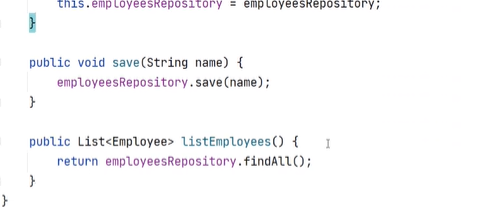 this.employeesRepository = employeesRepository;
}
public void save(String name) {
employeesRepository.save(name);
}
public List<Employee> listEmployees() {
return employeesRepository.findAll();
}
}